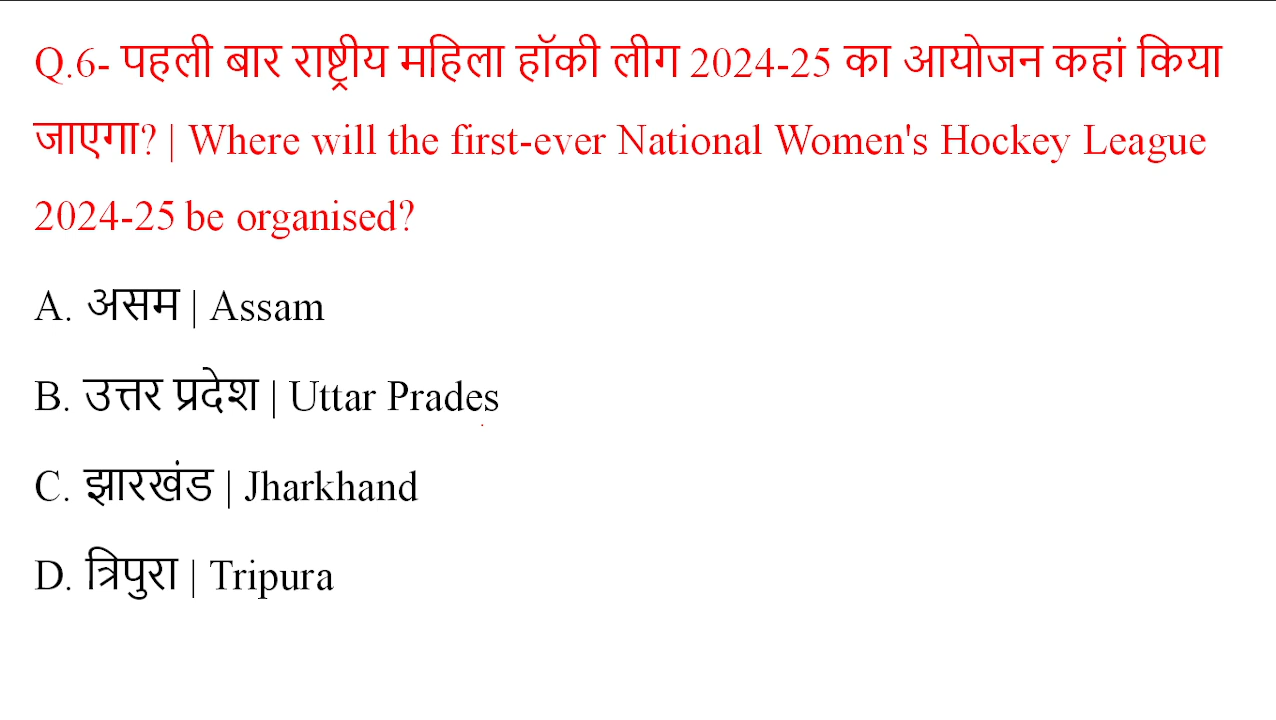 Q.6- पहली बार राष्ट्रीय महिला हॉकी लीग 2024-25 का आयोजन कहां किया
जाएगा? | Where will the first-ever National Women's Hockey League
2024-25 be organised?
A. असम | Assam
B. उत्तर प्रदेश | Uttar Prades
C. झारखंड | Jharkhand
D. त्रिपुरा | Tripura